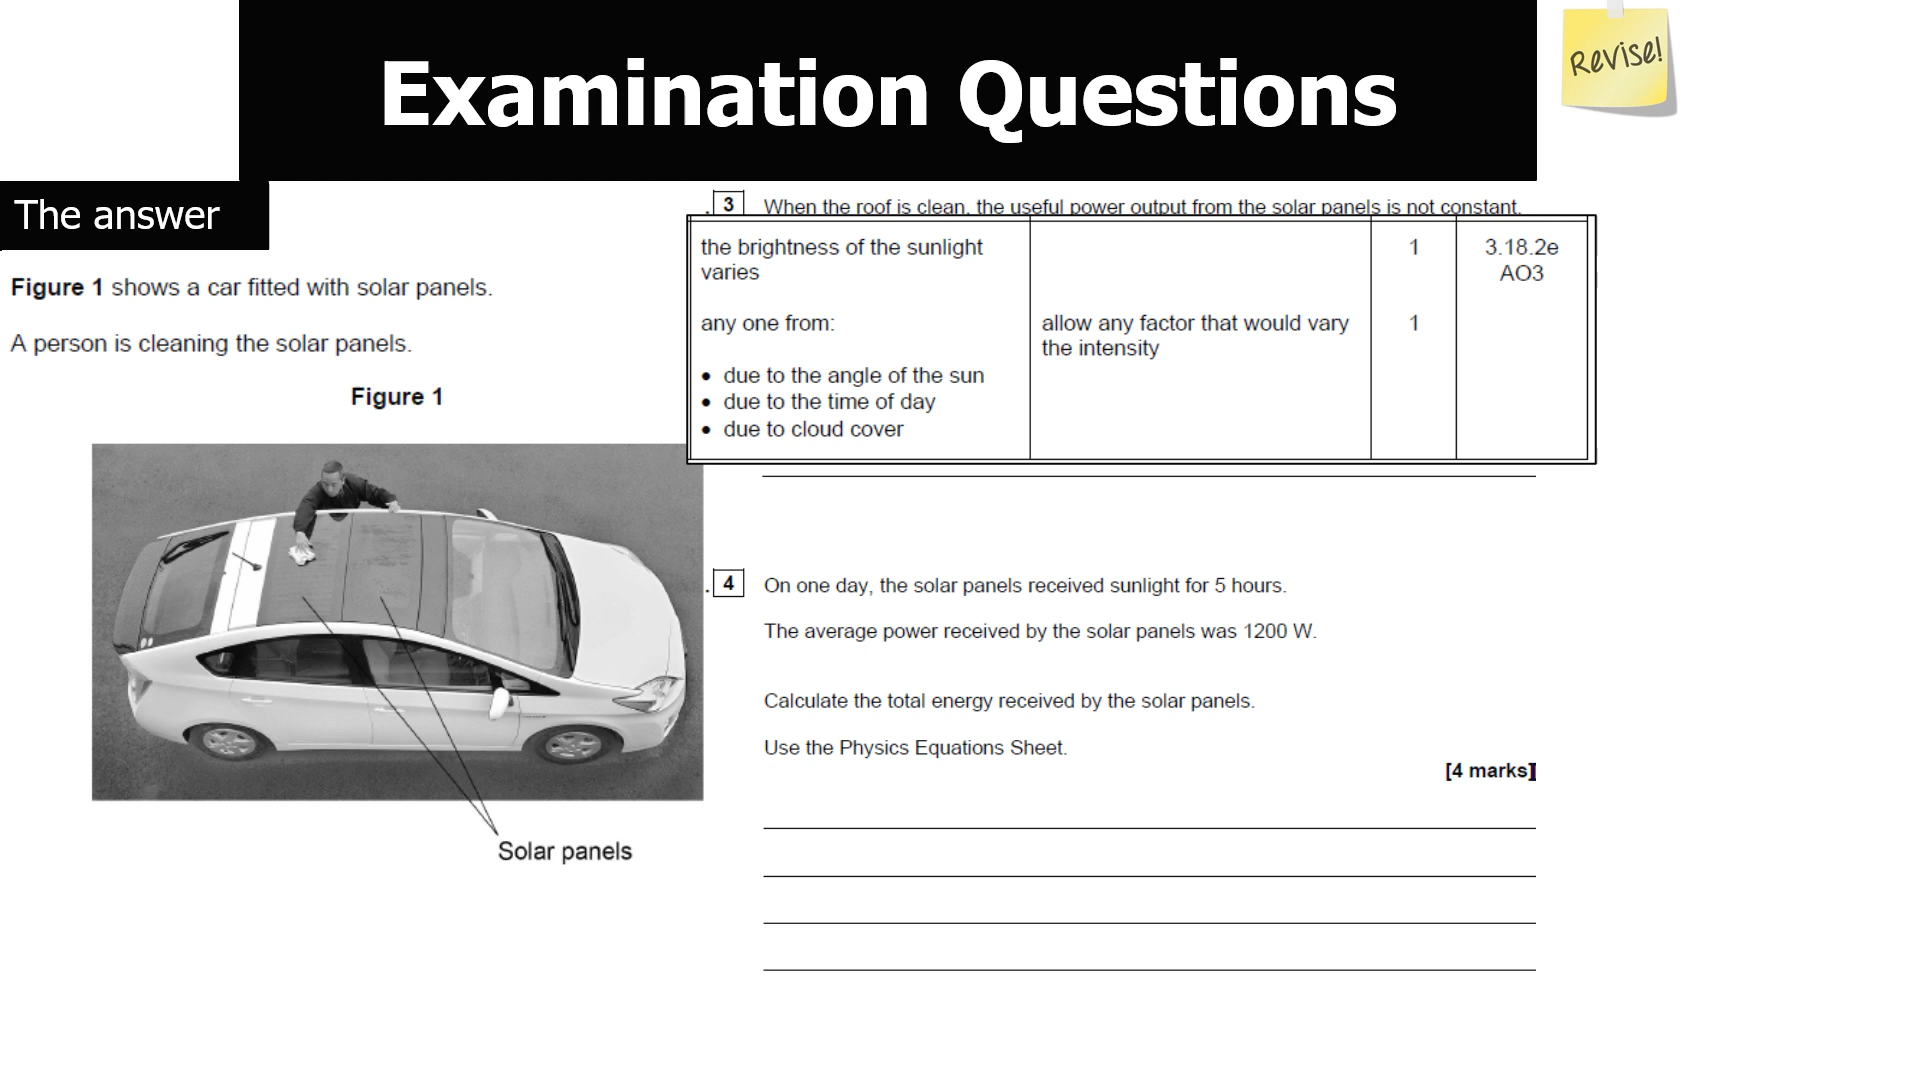 Examination Questions
Revise!
The answer
Figure 1 shows a car fitted with solar panels.
A person is cleaning the solar panels.
Figure 1
Solar panels
. 3 When the roof is clean, the useful power output from the solar panels is not constant.
the brightness of the sunlight varies
1
3.18.2e
AO3
any one from:
allow any factor that would vary the intensity
1
• due to the angle of the sun
• due to the time of day
• due to cloud cover
. 4 On one day, the solar panels received sunlight for 5 hours.
The average power received by the solar panels was 1200 W.
Calculate the total energy received by the solar panels.
Use the Physics Equations Sheet.
[4 marks]